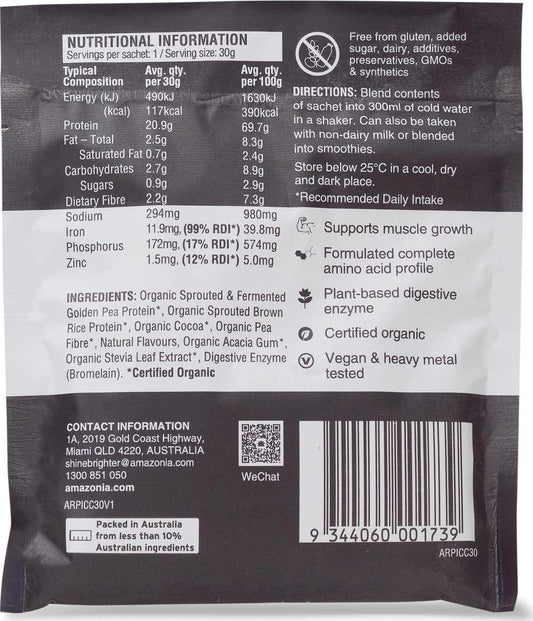 NUTRITIONAL INFORMATION
Servings per sachet: 1 / Serving size: 30g
Typical Composition Avg. qty. per 30g Avg. qty. per 100g
Energy (kJ) 490kJ 1630kJ
(kcal) 117kcal 390kcal
Protein 20.9g 69.7g
Fat – Total 2.5g 8.3g
Saturated Fat 0.7g 2.4g
Carbohydrates 2.7g 8.9g
Sugars 0.9g 2.9g
Dietary Fibre 2.2g 7.3g
Sodium 294mg 980mg
Iron 11.9mg, (99% RDI*) 39.8mg
Phosphorus 172mg, (17% RDI*) 574mg
Zinc 1.5mg, (12% RDI*) 5.0mg
INGREDIENTS: Organic Sprouted & Fermented
Golden Pea Protein*, Organic Sprouted Brown
Rice Protein*, Organic Cocoa*, Organic Pea
Fibre*, Natural Flavours, Organic Acacia Gum*,
Organic Stevia Leaf Extract*, Digestive Enzyme
(Bromelain). *Certified Organic
Free from gluten, added
sugar, dairy, additives,
preservatives, GMOs
& synthetics
DIRECTIONS: Blend contents
of sachet into 300ml of cold water
in a shaker. Can also be taken
with non-dairy milk or blended
into smoothies.
Store below 25°C in a cool, dry
and dark place.
*Recommended Daily Intake
Supports muscle growth
Formulated complete
amino acid profile
Plant-based digestive
enzyme
Certified organic
Vegan & heavy metal
tested
CONTACT INFORMATION
1A, 2019 Gold Coast Highway,
Miami QLD 4220, AUSTRALIA
shinebrighter@amazonia.com
1300 851 050
amazonia.com
ARPICC30V1
Packed in Australia
from less than 10%
Australian ingredients
WeChat
9 344060 001739
ARPICC30